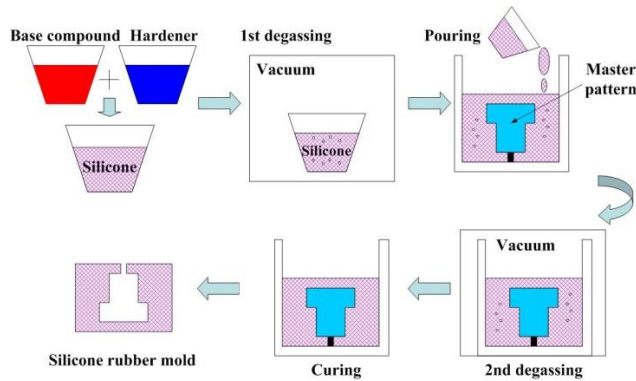 Base compound
Hardener
1st degassing
Pouring
Vacuum
Master
pattern
Silicone
Silicone
Vacuum
Silicone rubber mold
Curing
2nd degassing